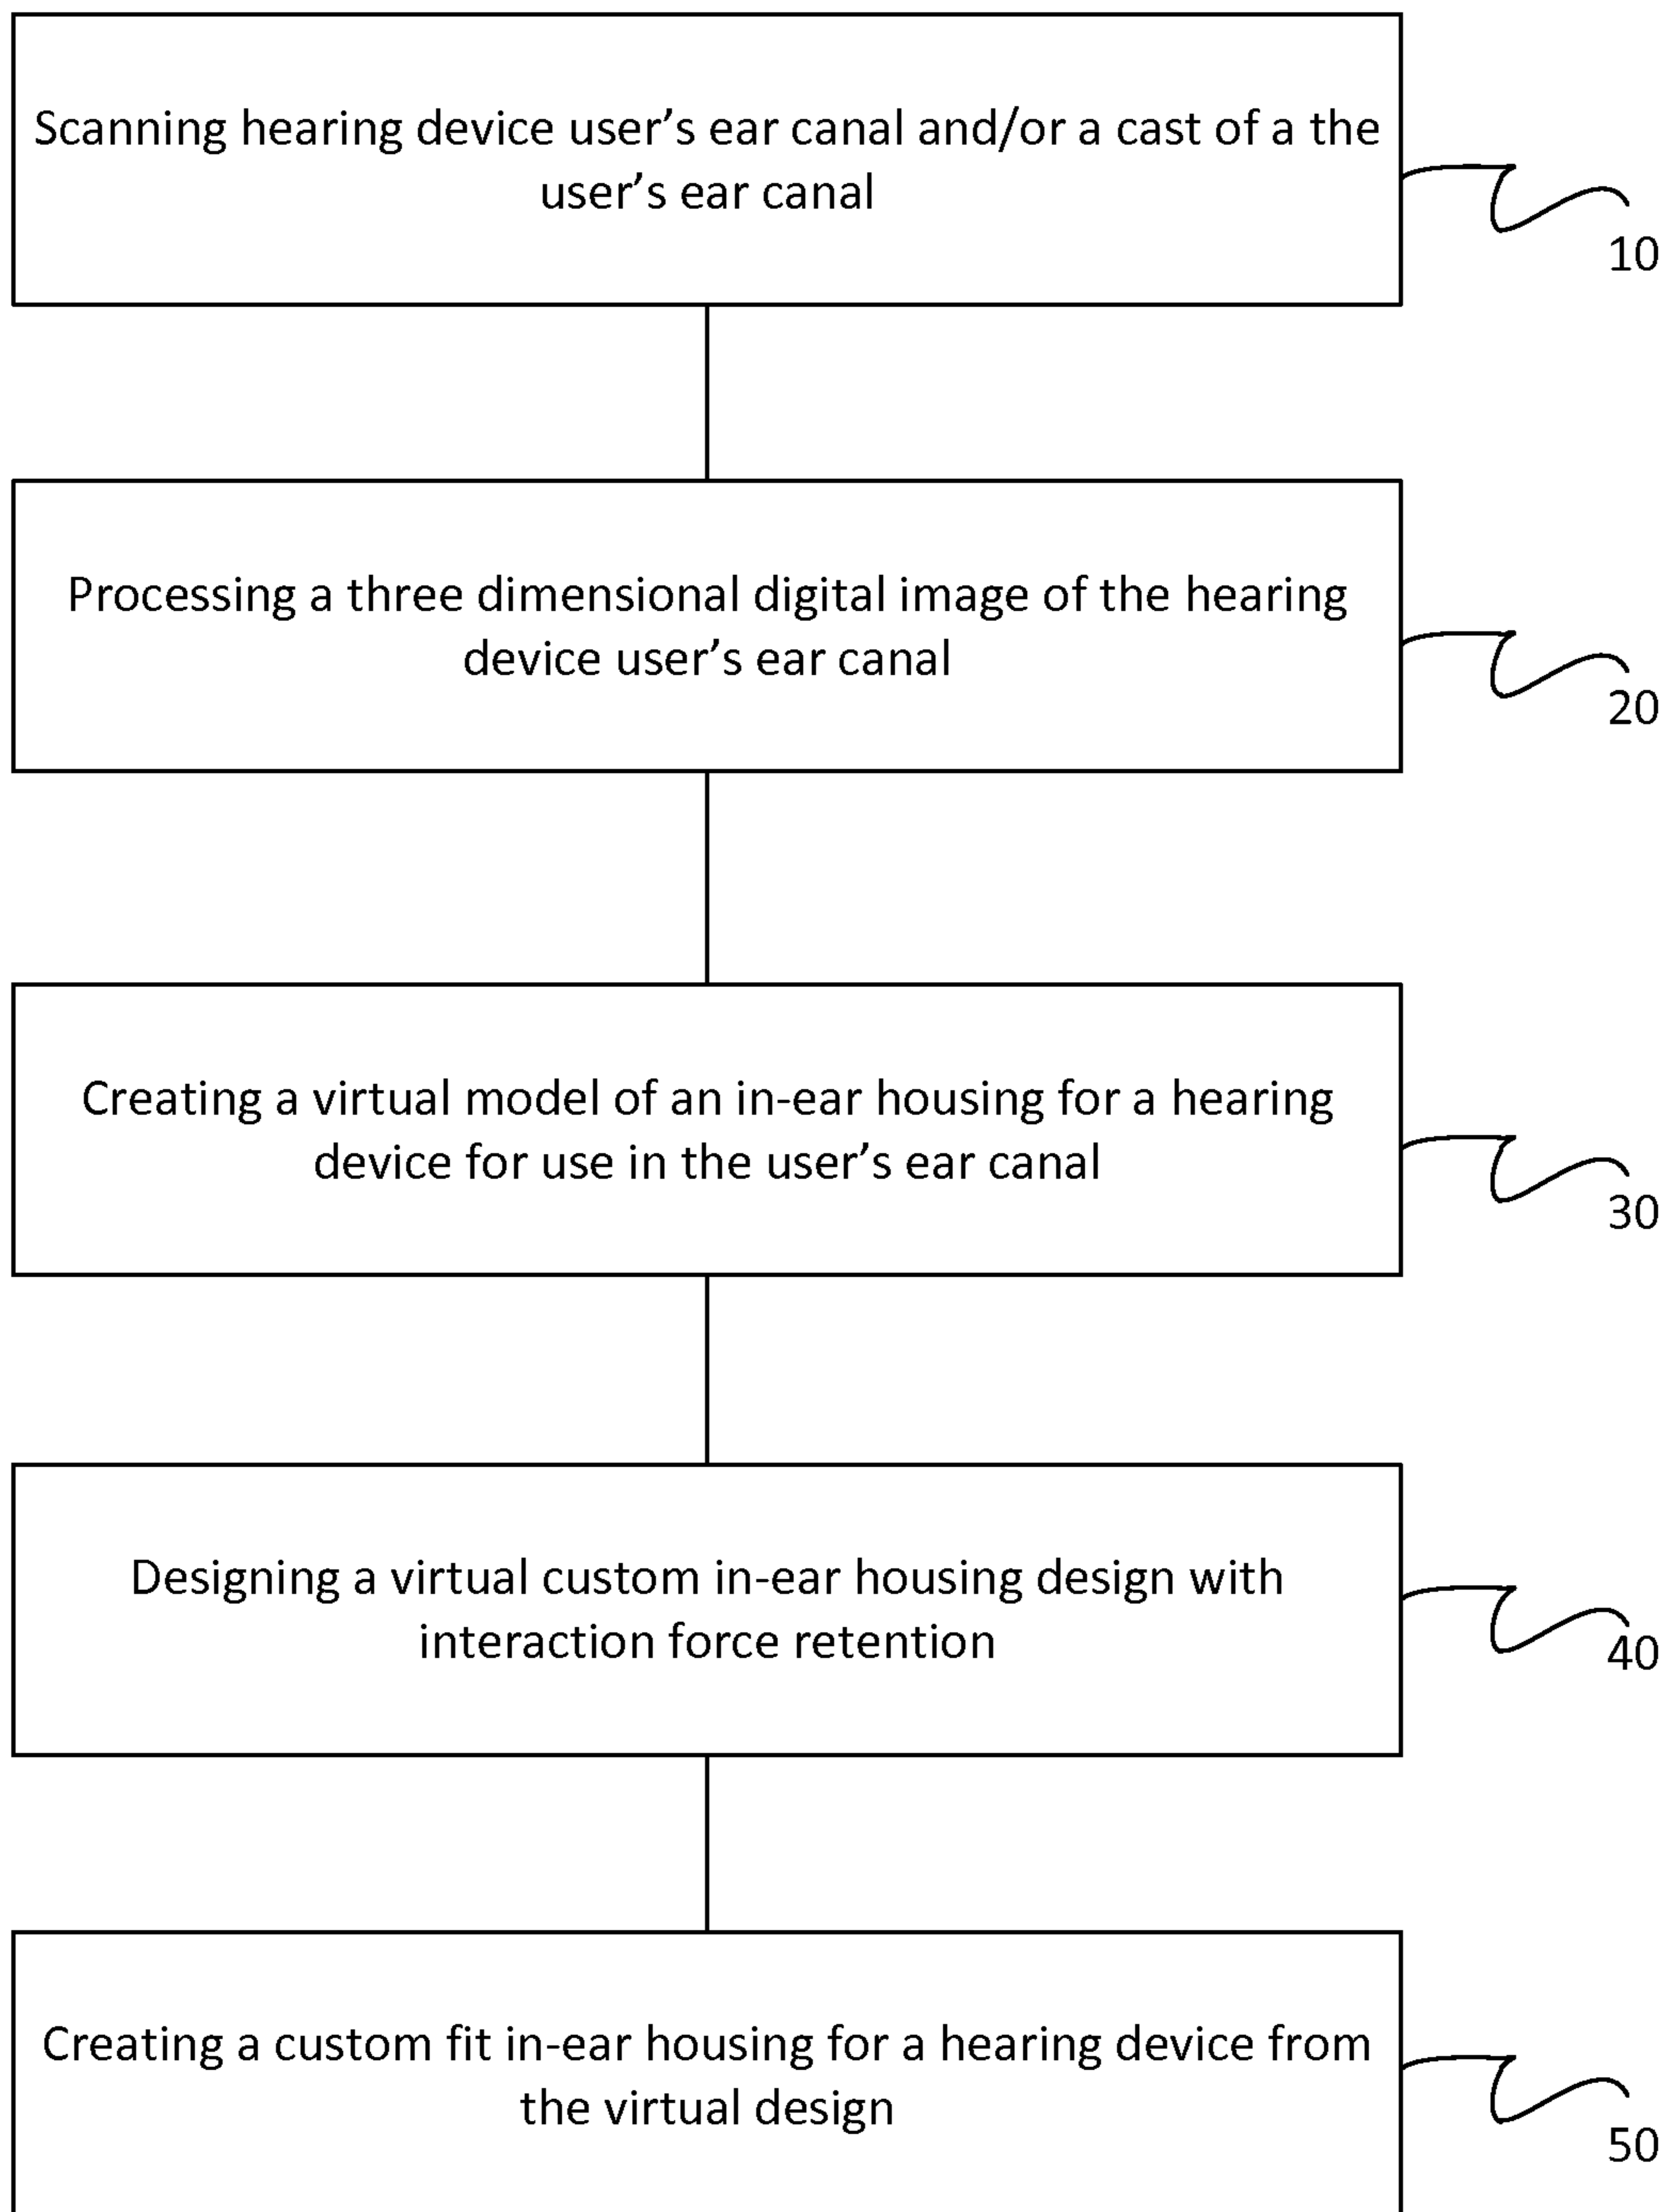 Scanning hearing device user’s ear canal and/or a cast of a the
user’s ear canal
10
Processing a three dimensional digital image of the hearing
device user’s ear canal
20
Creating a virtual model of an in-ear housing for a hearing
device for use in the user’s ear canal
30
Designing a virtual custom in-ear housing design with
interaction force retention
40
Creating a custom fit in-ear housing for a hearing device from
the virtual design
50